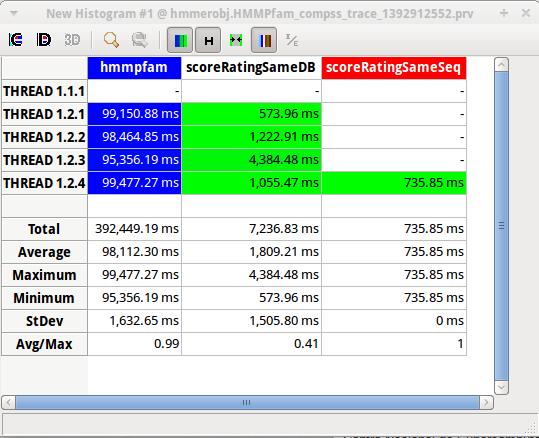 New Histogram #1 @ hmmerobj.HMMPfam_compss_trace_1392912552.prv
3D
hmmpfam scoreRatingSameDB scoreRatingSameSeq
THREAD 1.1.1 - - -
THREAD 1.2.1 99,150.88 ms 573.96 ms -
THREAD 1.2.2 98,464.85 ms 1,222.91 ms -
THREAD 1.2.3 95,356.19 ms 4,384.48 ms -
THREAD 1.2.4 99,477.27 ms 1,055.47 ms 735.85 ms
Total 392,449.19 ms 7,236.83 ms 735.85 ms
Average 98,112.30 ms 1,809.21 ms 735.85 ms
Maximum 99,477.27 ms 4,384.48 ms 735.85 ms
Minimum 95,356.19 ms 573.96 ms 735.85 ms
StDev 1,632.65 ms 1,505.80 ms 0 ms
Avg/Max 0.99 0.41 1